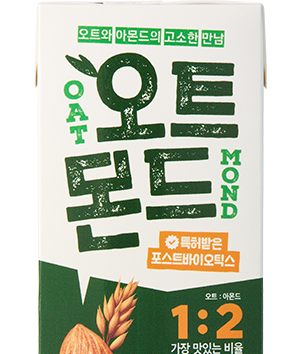 오트와 아몬드의 고소한 만남
OAT
오트
몬드
MOND
특허받은
포스트바이오틱스
오트 : 아몬드
1:2
가장 맛있는 비율